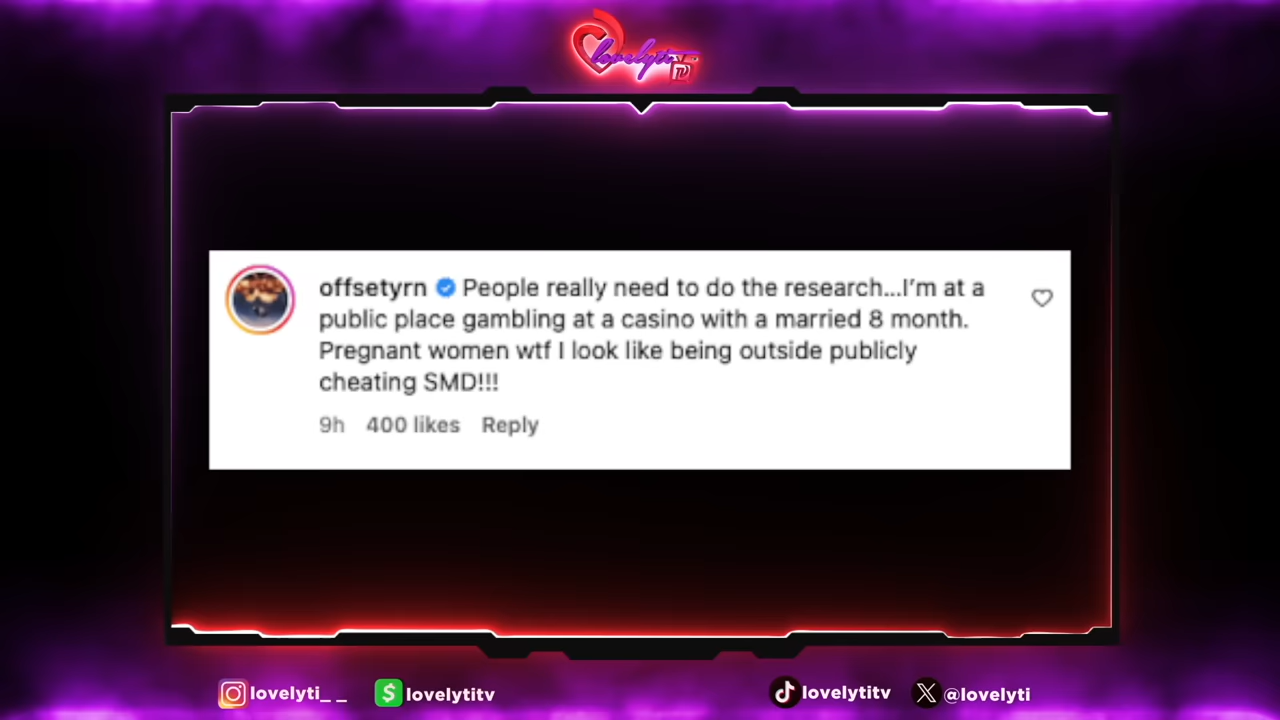 lovelyti TV
offsetyrn People really need to do the research...I'm at a
public place gambling at a casino with a married 8 month.
Pregnant women wtf I look like being outside publicly
cheating SMD!!!
9h 400 likes Reply
lovelyti_ _ lovelytitv lovelytitv @lovelyti